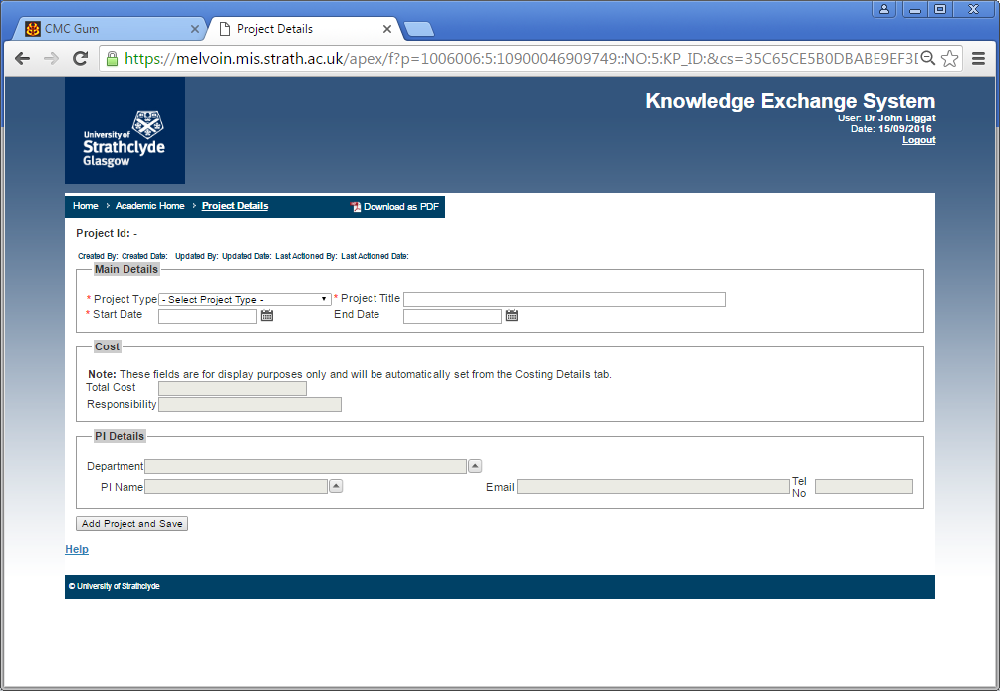 CMC Gum
Project Details
https://melvoin.mis.strath.ac.uk/apex/f?p=1006006:5:10900046909749::NO:5:KP_ID:&cs=35C65CE5B0DBABE9EF3D
University of
Strathclyde
Glasgow
Knowledge Exchange System
User: Dr John Liggat
Date: 15/09/2016
Logout
Home › Academic Home › Project Details Download as PDF
Project Id: -
Created By: Created Date: Updated By: Updated Date: Last Actioned By: Last Actioned Date:
Main Details
* Project Type - Select Project Type - * Project Title
* Start Date End Date
Cost
Note: These fields are for display purposes only and will be automatically set from the Costing Details tab.
Total Cost
Responsibility
PI Details
Department
PI Name Email Tel No
Add Project and Save
Help
© University of Strathclyde